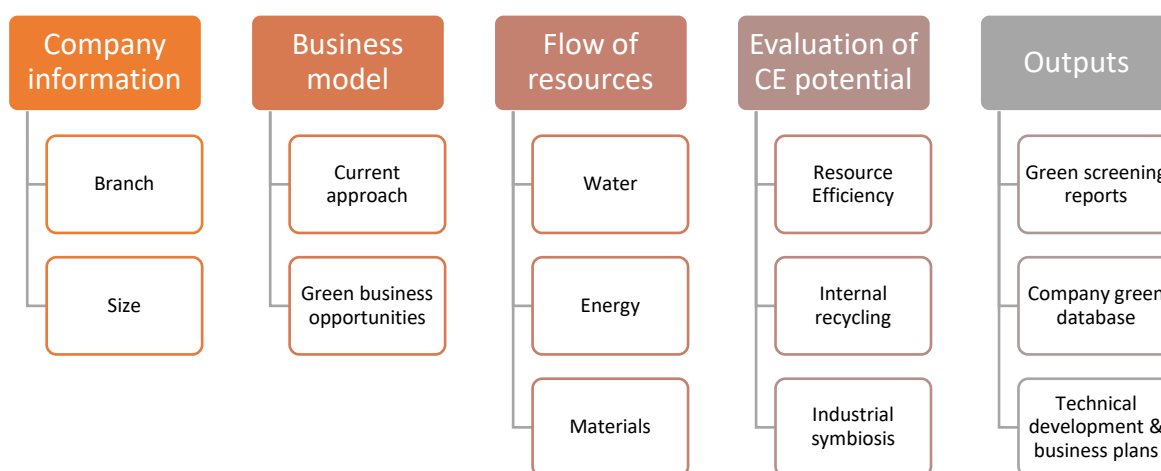 Company
information
Branch
Size
Business
model
Current
approach
Green business
opportunities
Flow of
resources
Water
Energy
Materials
Evaluation of
CE potential
Resource
Efficiency
Internal
recycling
Industrial
symbiosis
Outputs
Green screening
reports
Company green
database
Technical
development &
business plans